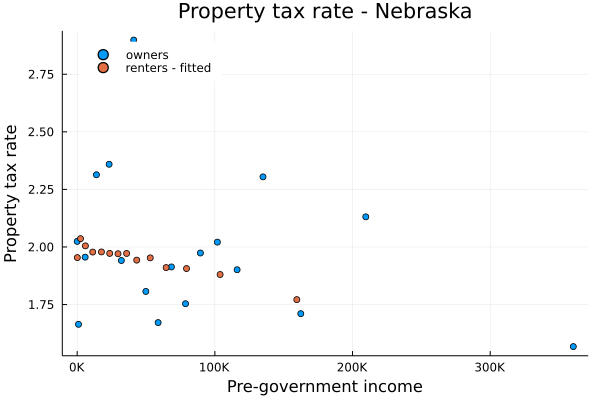 Property tax rate - Nebraska
owners
renters - fitted
2.75
2.50
2.25
2.00
1.75
Property tax rate
0K 100K 200K 300K
Pre-government income